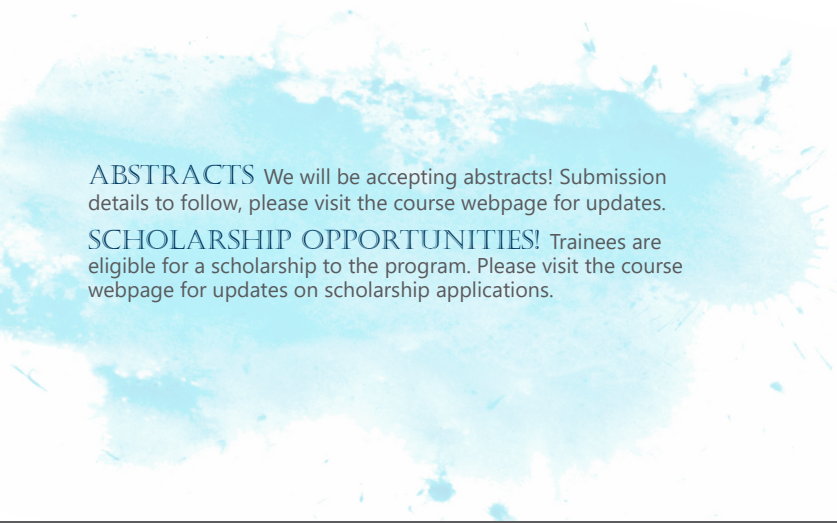 ABSTRACTS We will be accepting abstracts! Submission
details to follow, please visit the course webpage for updates.
SCHOLARSHIP OPPORTUNITIES! Trainees are
eligible for a scholarship to the program. Please visit the course
webpage for updates on scholarship applications.